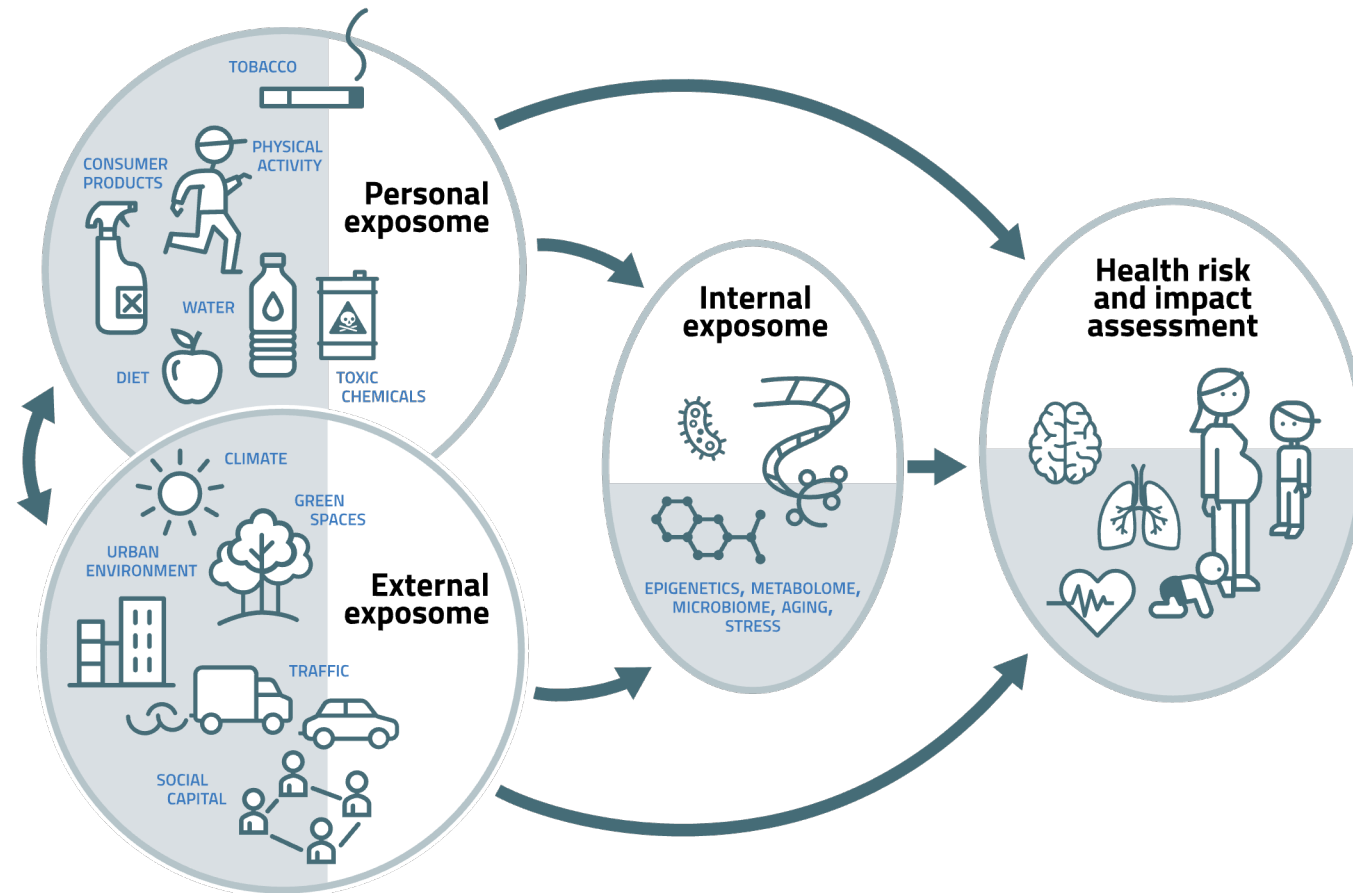 TOBACCO
PHYSICAL
ACTIVITY
CONSUMER
PRODUCTS
Personal
exposome
WATER
DIET
TOXIC
CHEMICALS
CLIMATE
GREEN
SPACES
URBAN
ENVIRONMENT
External
exposome
TRAFFIC
SOCIAL
CAPITAL
Internal
exposome
EPIGENETICS, METABOLOME,
MICROBIOME, AGING,
STRESS
Health risk
and impact
assessment